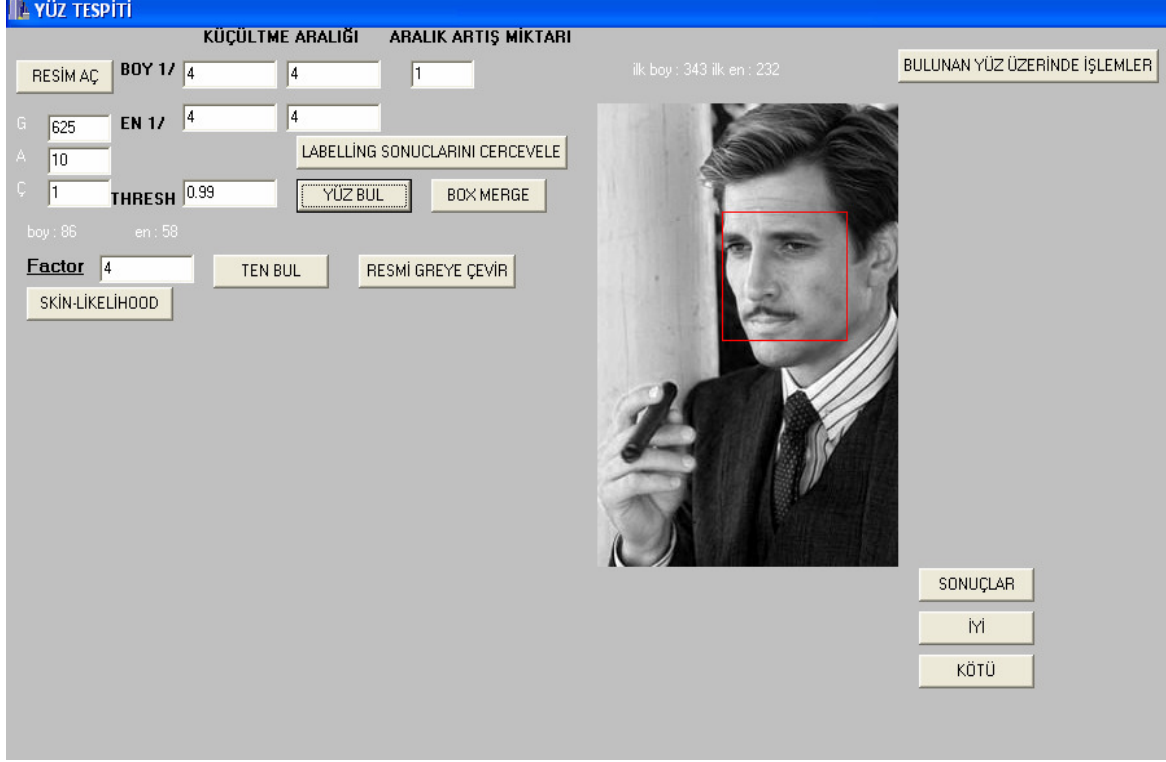 YÜZ TESPİTİ
KÜÇÜLTME ARALIĞI ARALIK ARTIŞ MİKTARI
RESİM AÇ BOY 1/ 4 4 1 ilk boy : 343 ilk en : 232 BULUNAN YÜZ ÜZERİNDE İŞLEMLER
G 625 EN 1/ 4 4
A 10 LABELLİNG SONUCLARINI CERCEVELE
Ç 1 THRESH 0.99 YÜZ BUL BOX MERGE
boy : 86 en : 58
Factor 4 TEN BUL RESMİ GREYE ÇEVİR
SKİN-LİKELİHOOD
SONUÇLAR
İYİ
KÖTÜ